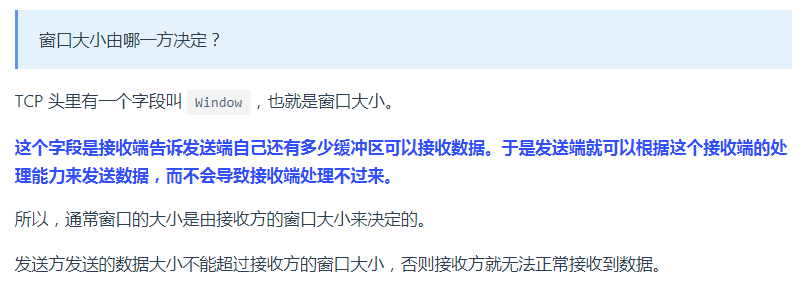 窗口大小由哪一方决定？
TCP 头里有一个字段叫 Window ，也就是窗口大小。
这个字段是接收端告诉发送端自己还有多少缓冲区可以接收数据。于是发送端就可以根据这个接收端的处
理能力来发送数据，而不会导致接收端处理不过来。
所以，通常窗口的大小是由接收方的窗口大小来决定的。
发送方发送的数据大小不能超过接收方的窗口大小，否则接收方就无法正常接收到数据。